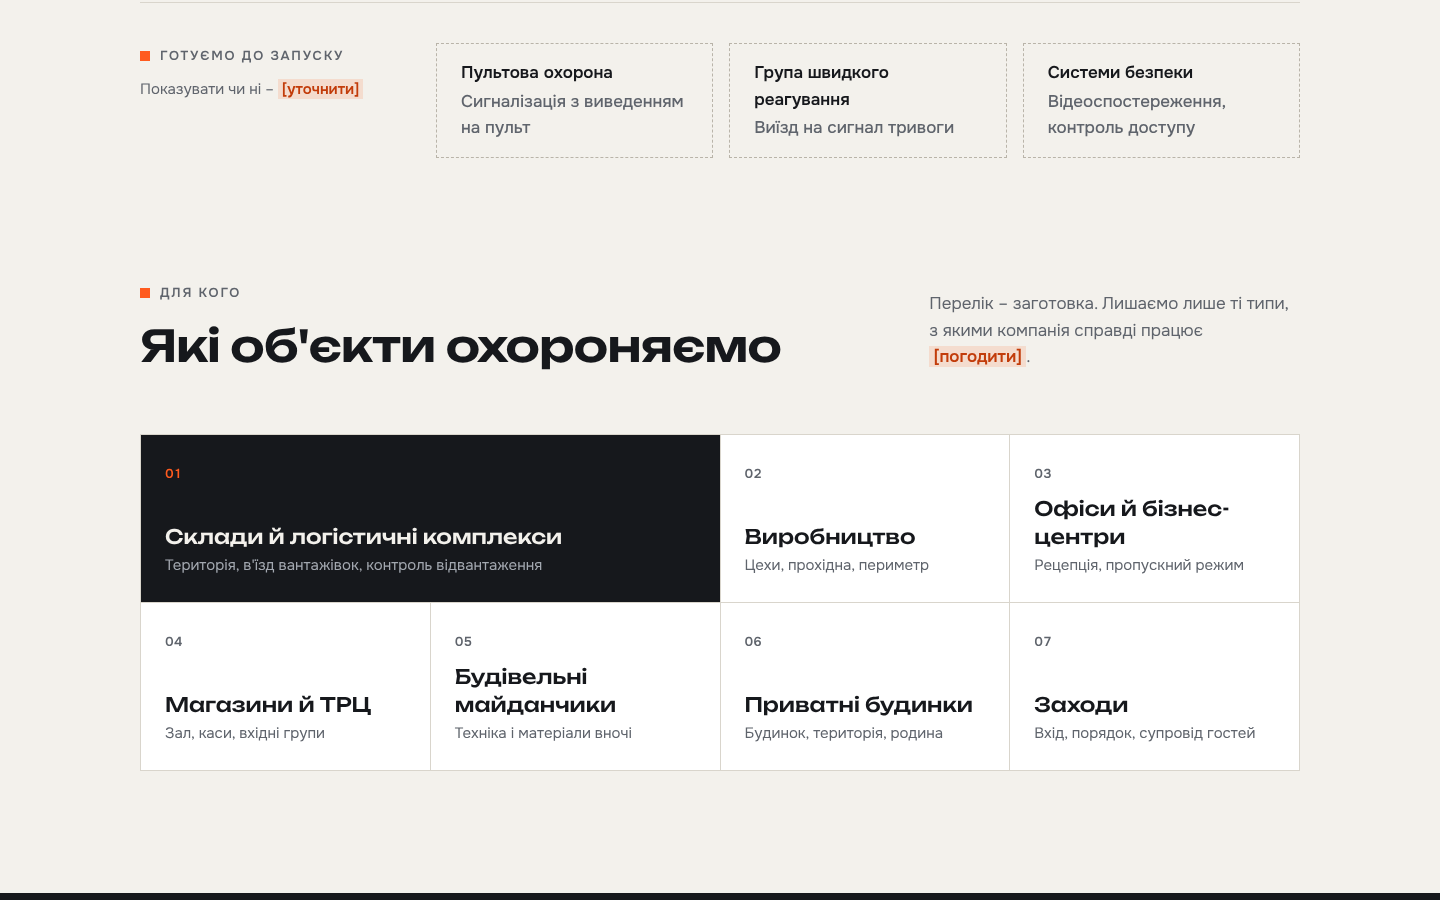 ГОТУЄМО ДО ЗАПУСКУ
Показувати чи ні – [уточнити]
Пультова охорона
Сигналізація з виведенням
на пульт
Група швидкого
реагування
Виїзд на сигнал тривоги
Системи безпеки
Відеоспостереження,
контроль доступу
ДЛЯ КОГО
Які об'єкти охороняємо
Перелік – заготовка. Лишаємо лише ті типи,
з якими компанія справді працює
[погодити].
01
Склади й логістичні комплекси
Територія, в'їзд вантажівок, контроль відвантаження
02
Виробництво
Цехи, прохідна, периметр
03
Офіси й бізнес-
центри
Рецепція, пропускний режим
04
Магазини й ТРЦ
Зал, каси, вхідні групи
05
Будівельні
майданчики
Техніка і матеріали вночі
06
Приватні будинки
Будинок, територія, родина
07
Заходи
Вхід, порядок, супровід гостей